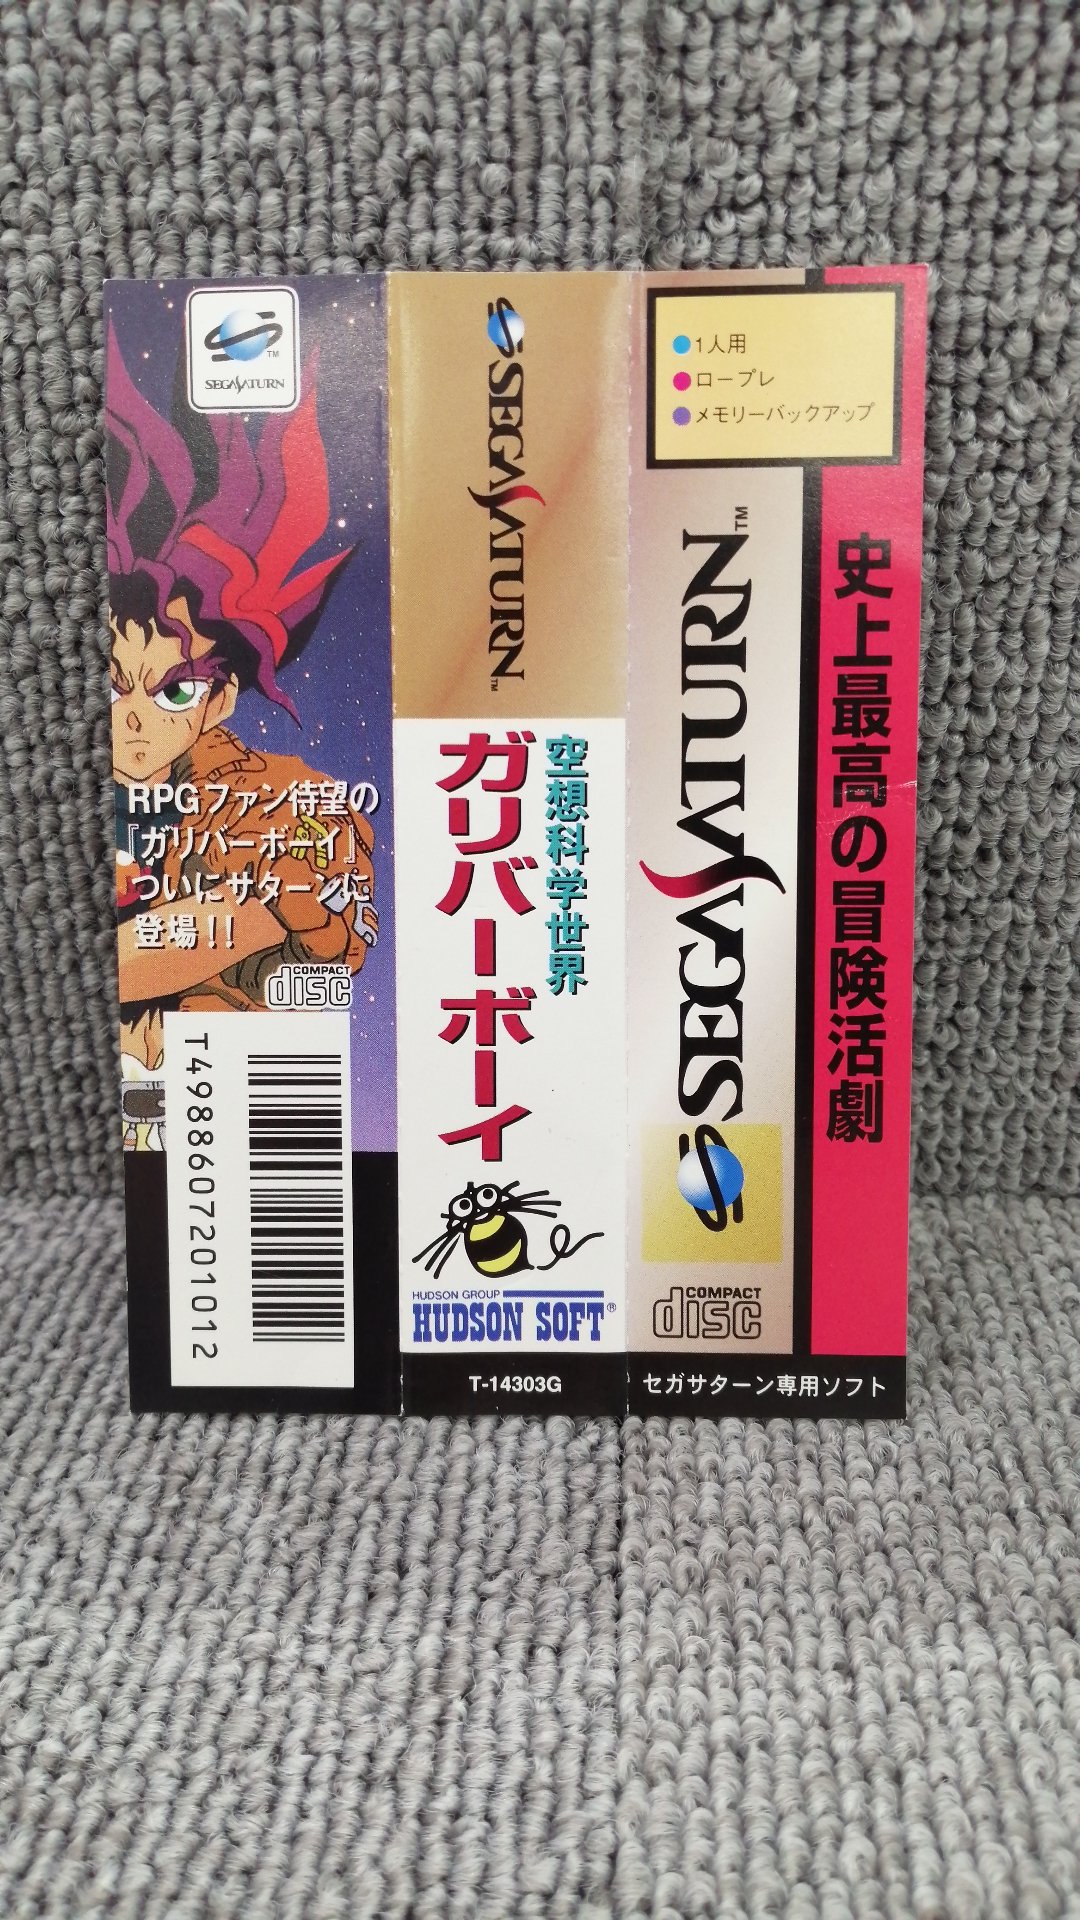 SEGA SATURN
TM
RPGファン待望の
『ガリバーボーイ』
ついにサターンに
登場!!
COMPACT
disc
T4988607201012
SEGA SATURN
TM
空想科学世界
ガリバーボーイ
HUDSON GROUP
HUDSON SOFT®
T-14303G
●1人用
●ロープレ
●メモリーバックアップ
SEGA SATURN
TM
COMPACT
disc
史上最高の冒険活劇
セガサターン専用ソフト